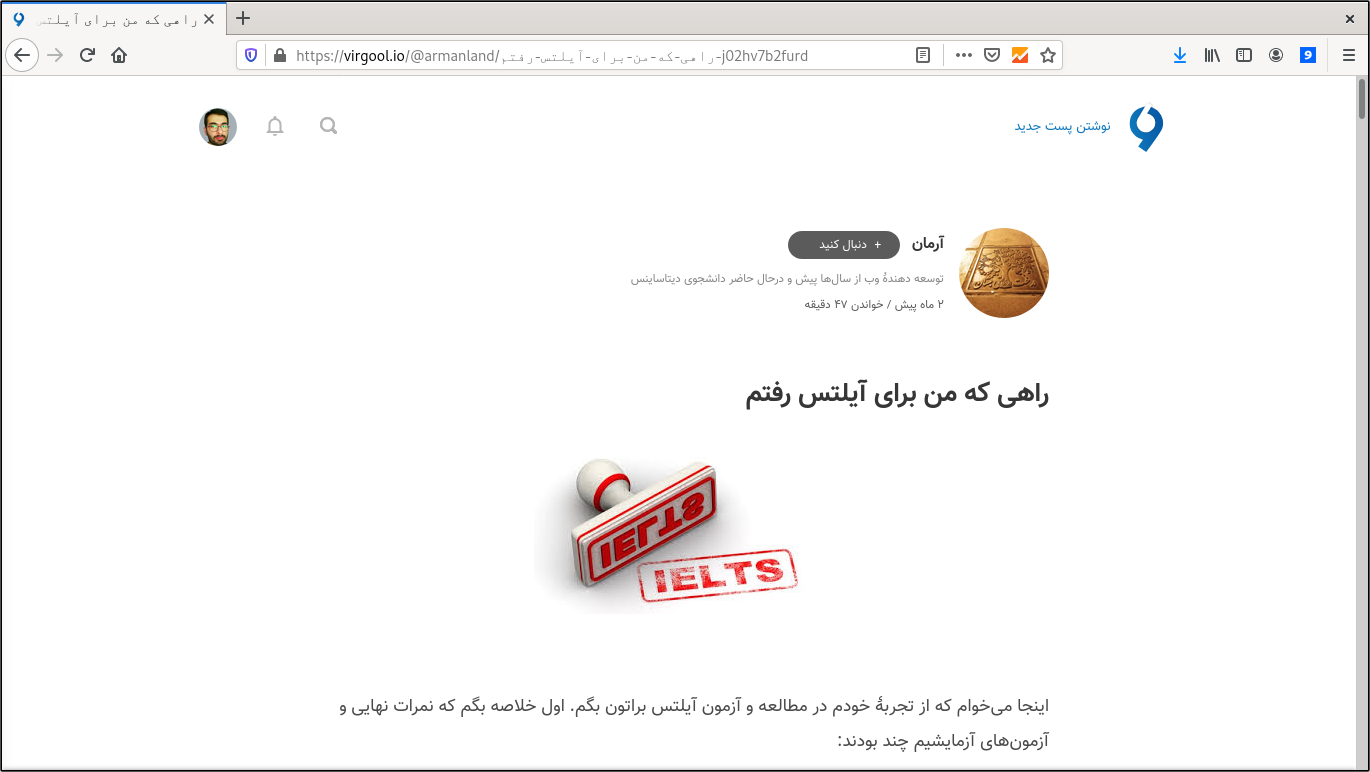 راهی که من برای آیلتس
https://virgool.io/@armanland/راهی-که-من-برای-آیلتس-رفتم-j02hv7b2furd
9
نوشتن پست جدید
آرمان
+ دنبال کنید
توسعه دهندهٔ وب از سال‌ها پیش و درحال حاضر دانشجوی دیتاساینس
۲ ماه پیش / خواندن ۴۷ دقیقه
راهی که من برای آیلتس رفتم
IELTS
IELTS
اینجا می‌خوام که از تجربهٔ خودم در مطالعه و آزمون آیلتس براتون بگم. اول خلاصه بگم که نمرات نهایی و
آزمون‌های آزمایشیم چند بودند: